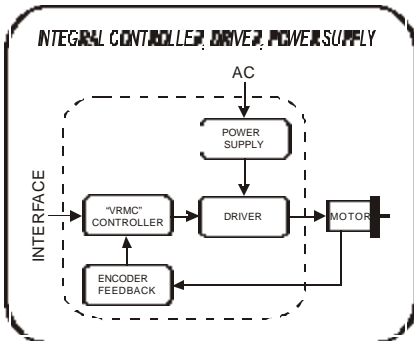 INTEGRAL CONTROLLER, DRIVER, POWER SUPPLY
AC
POWER
SUPPLY
INTERFACE
"VRMC"
CONTROLLER
DRIVER
MOTOR
ENCODER
FEEDBACK